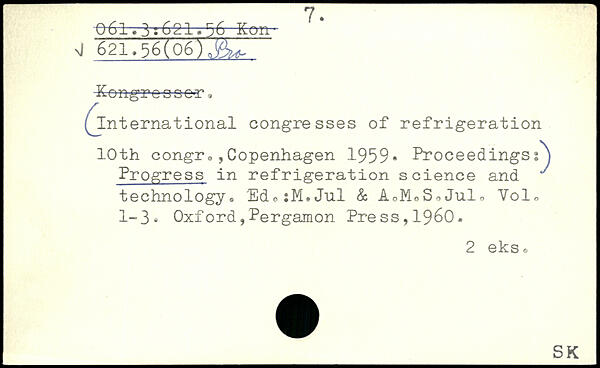 7.
061.3:621.56 Kon
√ 621.56(06) Pro
Kongresser.
(International congresses of refrigeration
10th congr.,Copenhagen 1959. Proceedings:)
Progress in refrigeration science and
technology. Ed.:M.Jul & A.M.S.Jul. Vol.
1-3. Oxford,Pergamon Press,1960.
2 eks.
SK